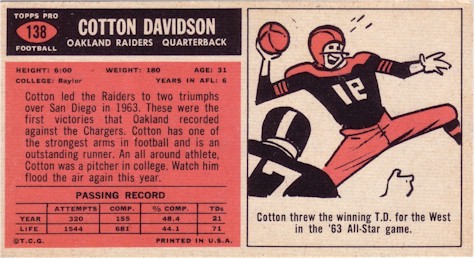 TOPPS PRO
138
FOOTBALL
COTTON DAVIDSON
OAKLAND RAIDERS QUARTERBACK
HEIGHT: 6:00 WEIGHT: 180 AGE: 31
COLLEGE: Baylor YEARS IN AFL: 6
Cotton led the Raiders to two triumphs
over San Diego in 1963. These were the
first victories that Oakland recorded
against the Chargers. Cotton has one of
the strongest arms in football and is an
outstanding runner. An all around athlete,
Cotton was a pitcher in college. Watch him
flood the air again this year.
PASSING RECORD
ATTEMPTS COMP. % COMP. TDs
YEAR 320 155 48.4 21
LIFE 1544 681 44.1 71
©T.C.G. PRINTED IN U.S.A.
12
7
Cotton threw the winning T.D. for the West
in the '63 All-Star game.